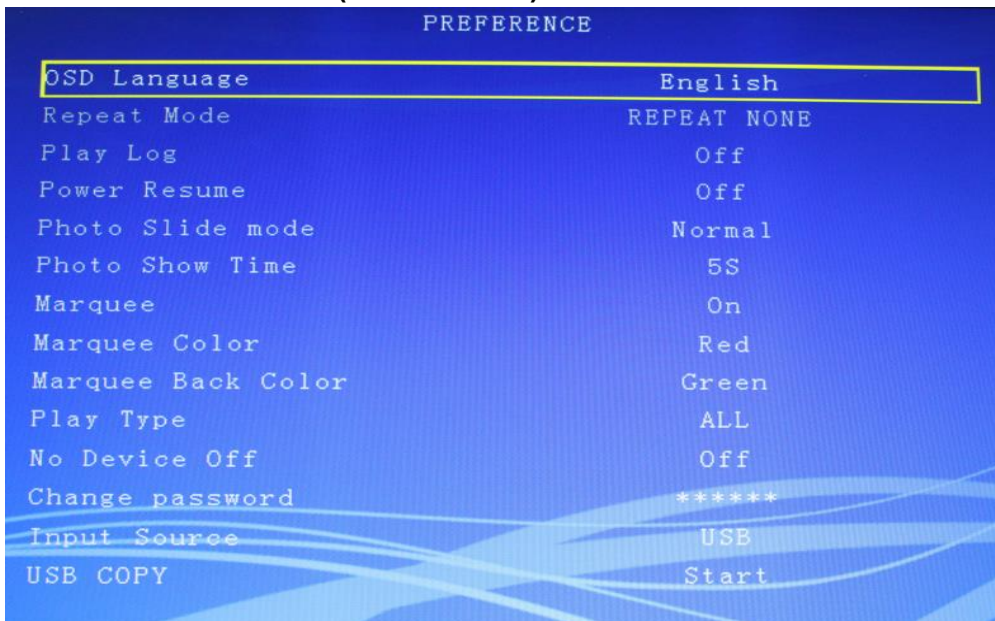 PREFERENCE
OSD Language English
Repeat Mode REPEAT NONE
Play Log Off
Power Resume Off
Photo Slide mode Normal
Photo Show Time 5S
Marquee On
Marquee Color Red
Marquee Back Color Green
Play Type ALL
No Device Off Off
Change password ******
Input Source USB
USB COPY Start